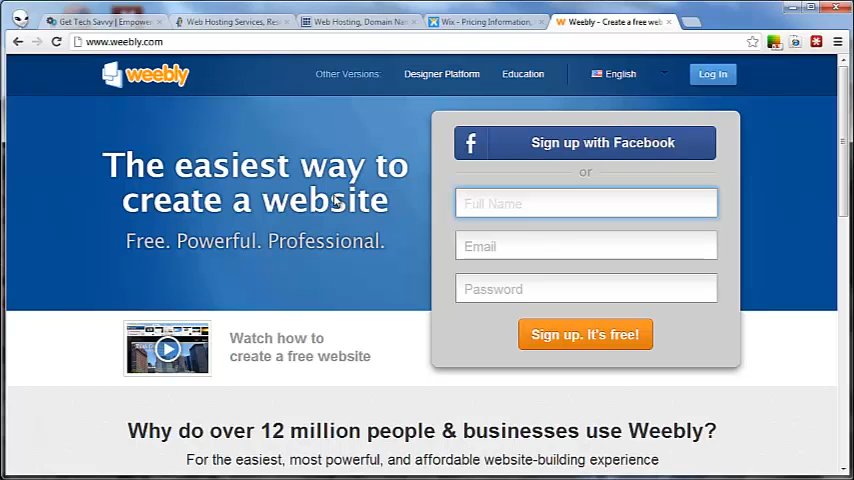 Get Tech Savvy | Empower
Web Hosting Services, Res
Web Hosting, Domain Na
Wix - Pricing Information,
Weebly - Create a free web
www.weebly.com
weebly
Other Versions:
Designer Platform
Education
English
Log In
The easiest way to
create a website
Free. Powerful. Professional.
Sign up with Facebook
or
Full Name
Email
Password
Sign up. It's free!
Watch how to
create a free website
Why do over 12 million people & businesses use Weebly?
For the easiest, most powerful, and affordable website-building experience